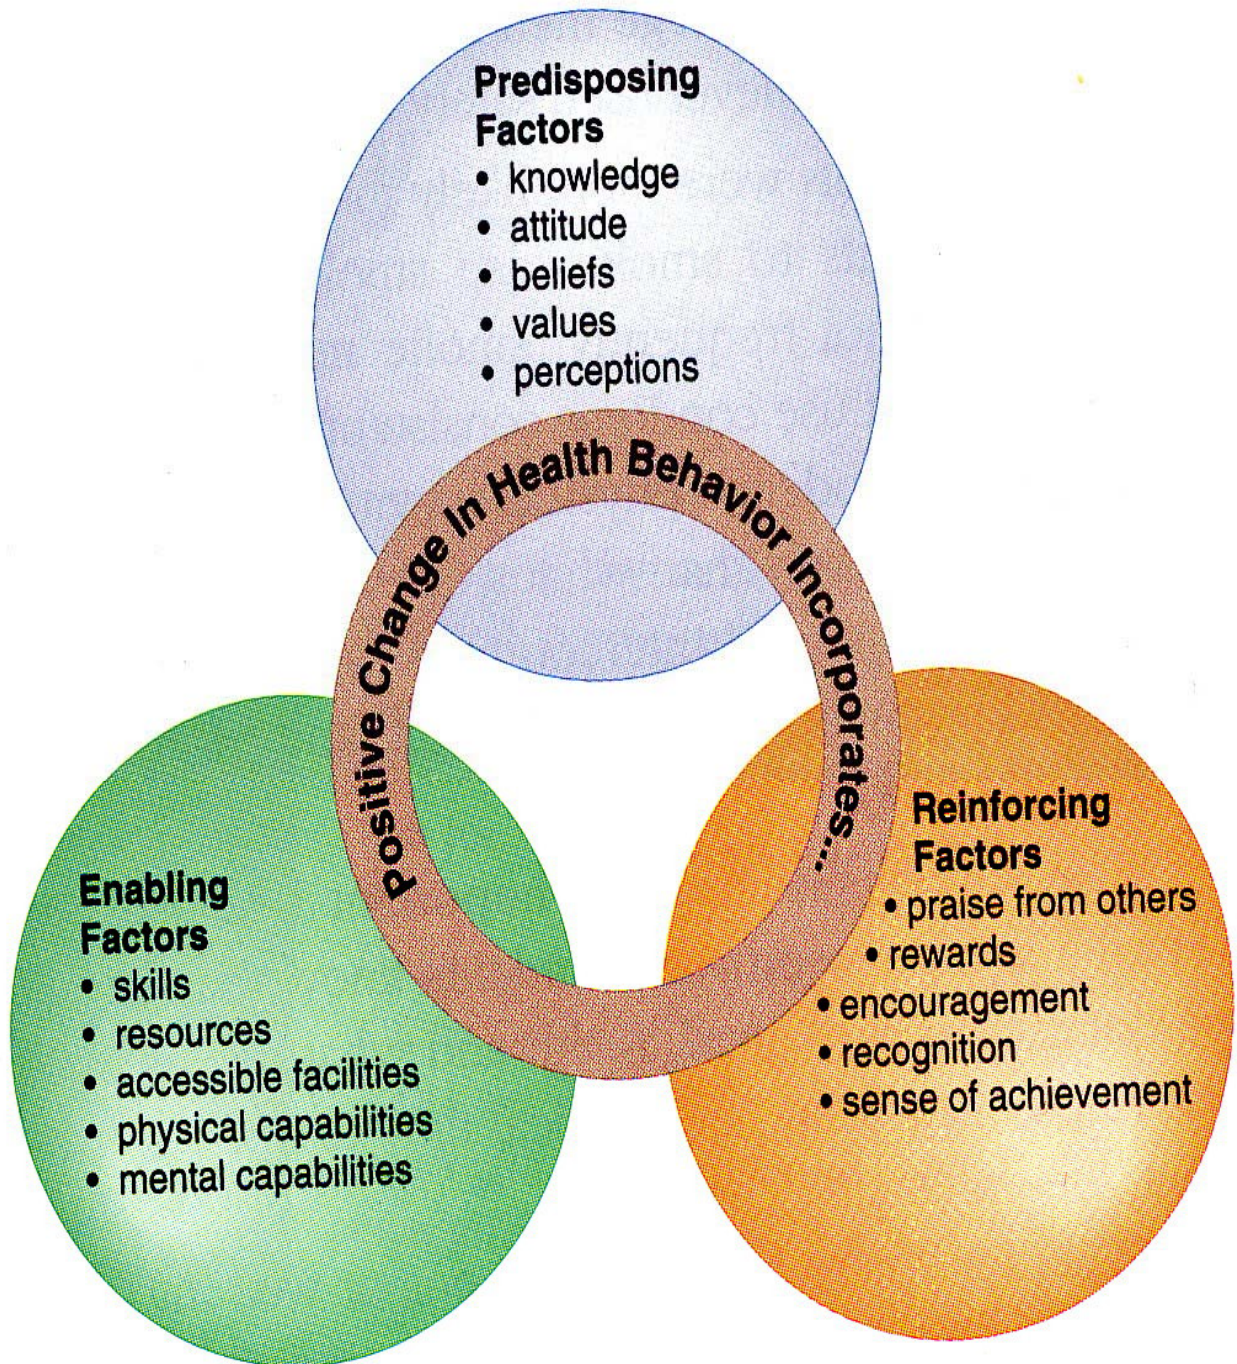 Predisposing
Factors
• knowledge
• attitude
• beliefs
• values
• perceptions
Positive Change In Health Behavior Incorporates...
Enabling
Factors
• skills
• resources
• accessible facilities
• physical capabilities
• mental capabilities
Reinforcing
Factors
• praise from others
• rewards
• encouragement
• recognition
• sense of achievement